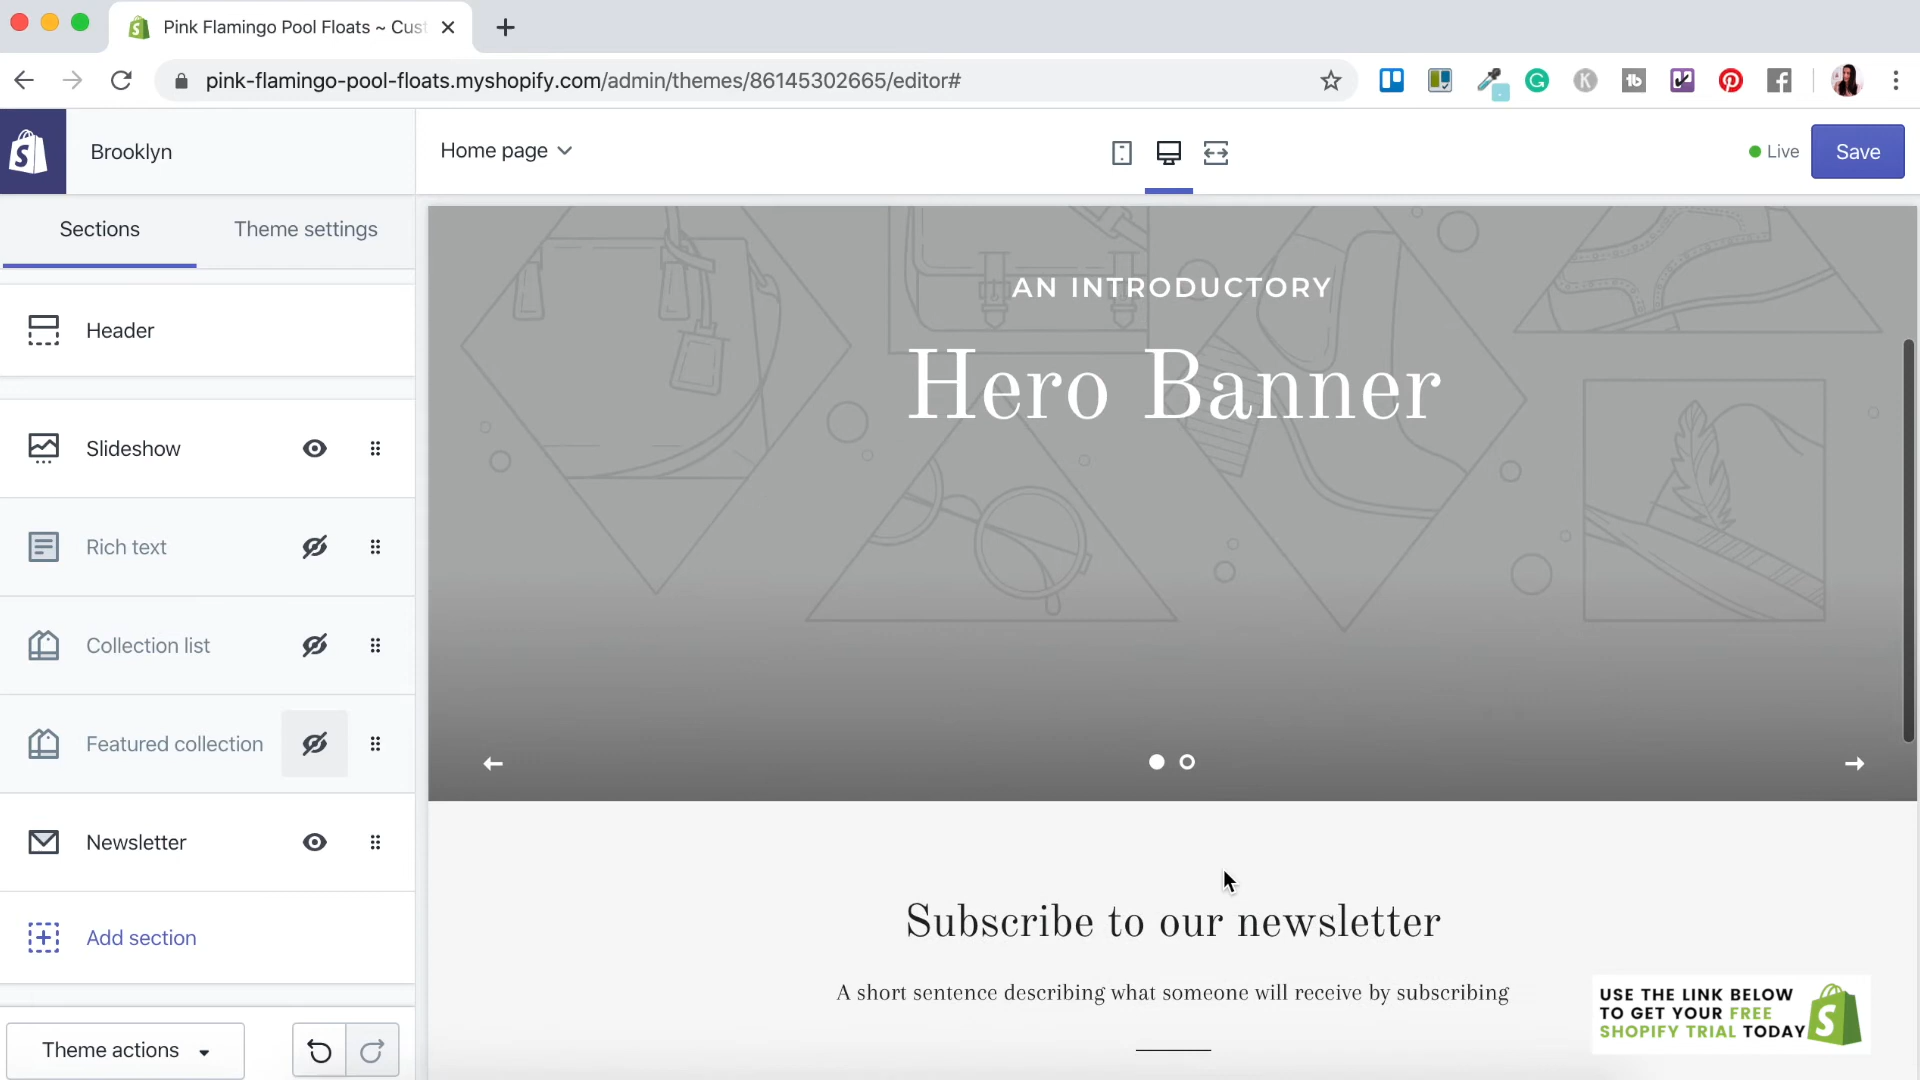 Pink Flamingo Pool Floats ~ Cust
pink-flamingo-pool-floats.myshopify.com/admin/themes/86145302665/editor#
Brooklyn
Home page
Live
Save
Sections
Theme settings
Header
Slideshow
Rich text
Collection list
Featured collection
Newsletter
Add section
Theme actions
AN INTRODUCTORY
Hero Banner
Subscribe to our newsletter
A short sentence describing what someone will receive by subscribing
USE THE LINK BELOW
TO GET YOUR FREE
SHOPIFY TRIAL TODAY